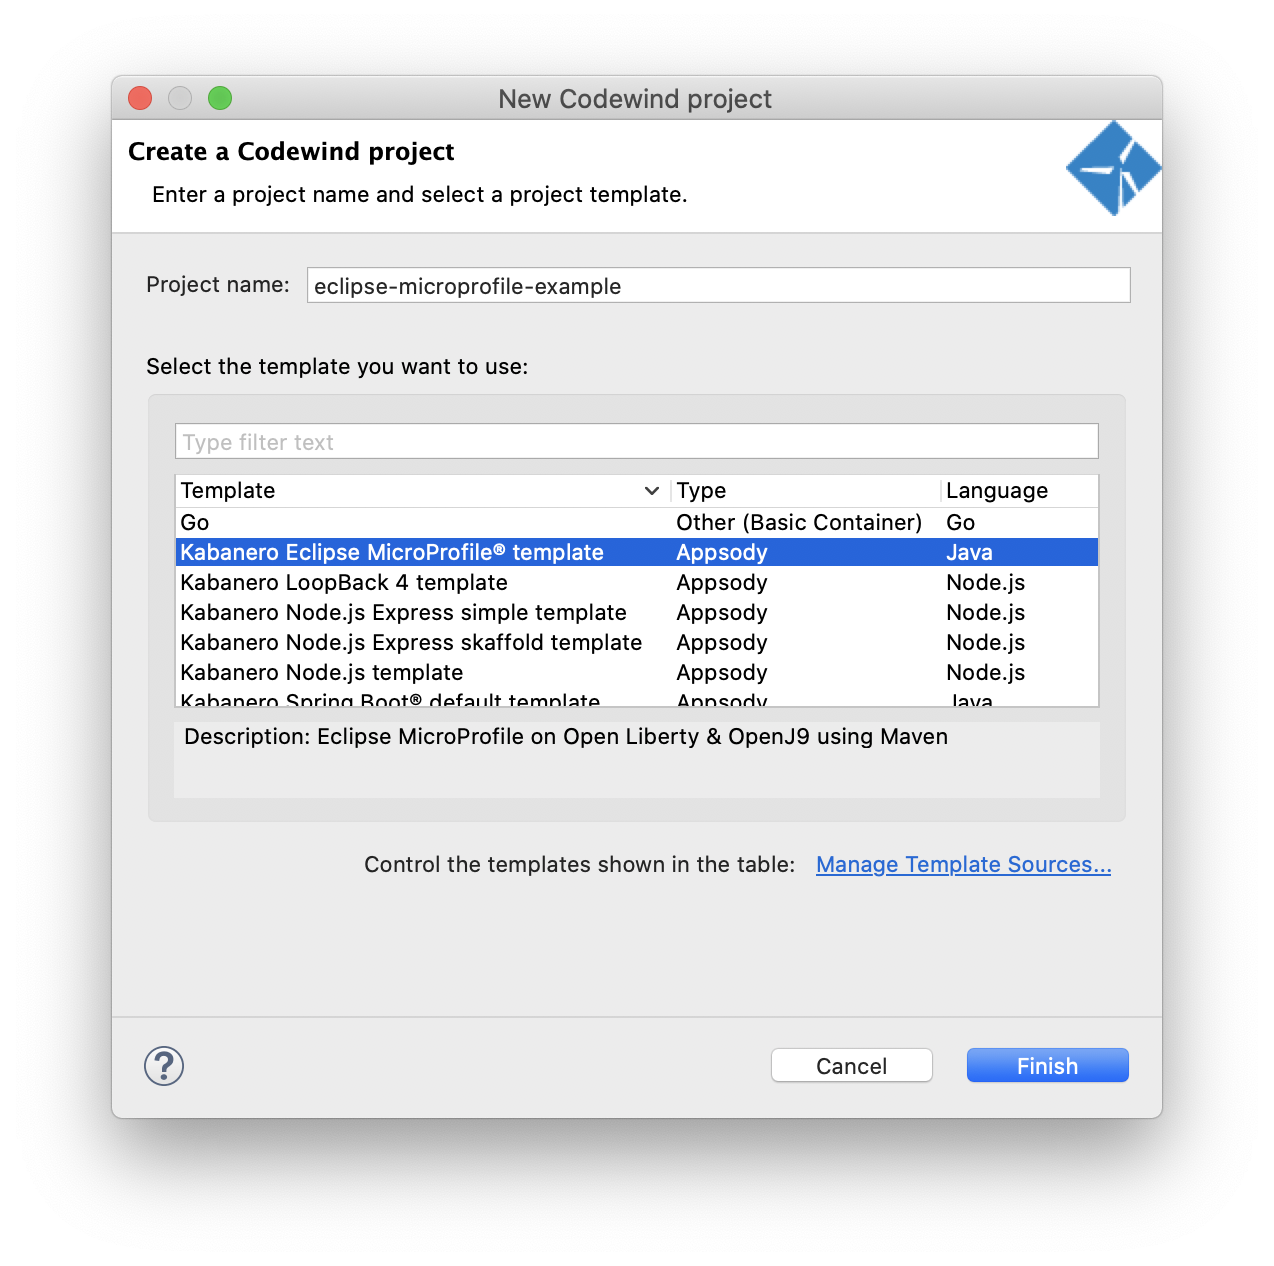 New Codewind project
Create a Codewind project
Enter a project name and select a project template.
Project name: eclipse-microprofile-example
Select the template you want to use:
Type filter text
Template Type Language
Go Other (Basic Container) Go
Kabanero Eclipse MicroProfile® template Appsody Java
Kabanero LoopBack 4 template Appsody Node.js
Kabanero Node.js Express simple template Appsody Node.js
Kabanero Node.js Express skaffold template Appsody Node.js
Kabanero Node.js template Appsody Node.js
Kabanero Spring Boot® default template Appsody Java
Description: Eclipse MicroProfile on Open Liberty & OpenJ9 using Maven
Control the templates shown in the table: Manage Template Sources...
? Cancel Finish